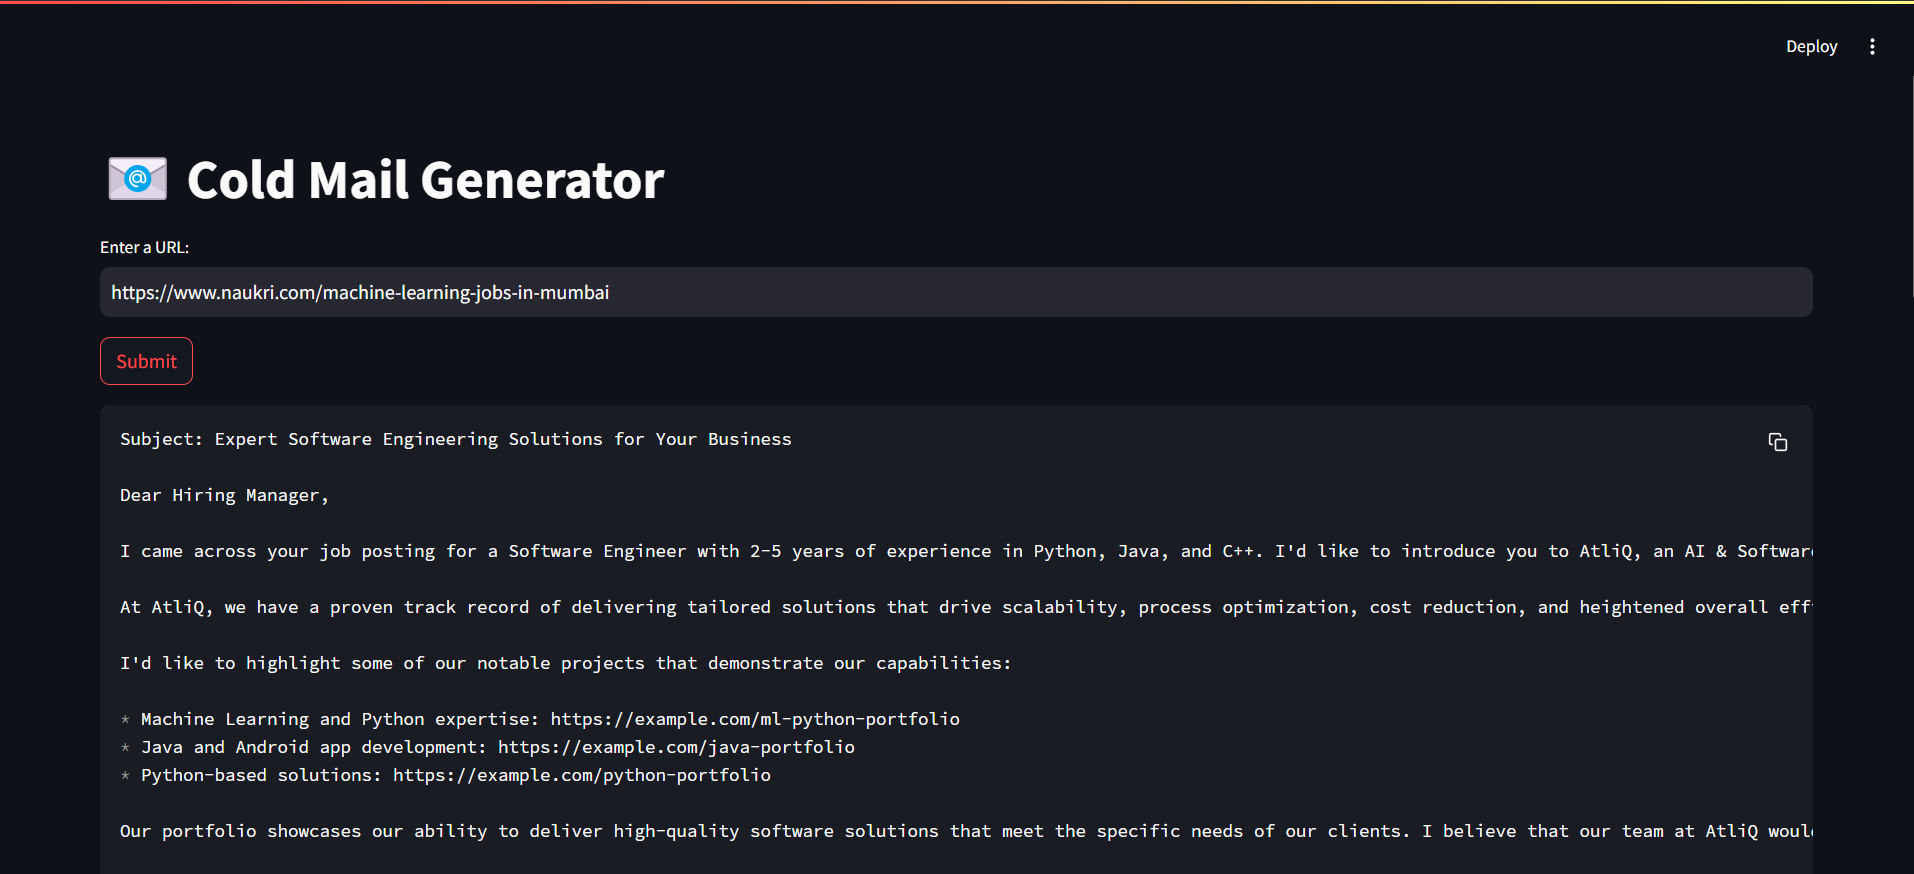 Deploy
Cold Mail Generator
Enter a URL:
https://www.naukri.com/machine-learning-jobs-in-mumbai
Submit
Subject: Expert Software Engineering Solutions for Your Business
Dear Hiring Manager,
I came across your job posting for a Software Engineer with 2-5 years of experience in Python, Java, and C++. I'd like to introduce you to AtliQ, an AI & Software
At AtliQ, we have a proven track record of delivering tailored solutions that drive scalability, process optimization, cost reduction, and heightened overall
I'd like to highlight some of our notable projects that demonstrate our capabilities:
* Machine Learning and Python expertise: https://example.com/ml-python-portfolio
* Java and Android app development: https://example.com/java-portfolio
* Python-based solutions: https://example.com/python-portfolio
Our portfolio showcases our ability to deliver high-quality software solutions that meet the specific needs of our clients. I believe that our team at AtliQ